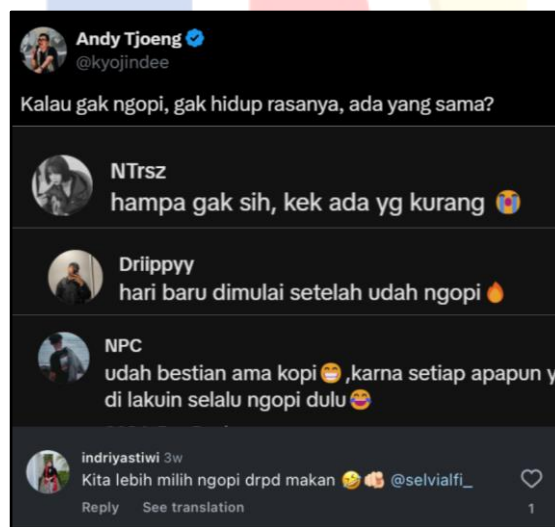 Andy Tjoeng
@kyojindee
Kalau gak ngopi, gak hidup rasanya, ada yang sama?
NTrsz
hampa gak sih, kek ada yg kurang 😭
Driippyy
hari baru dimulai setelah udah ngopi🔥
NPC
udah bestian ama kopi😁,karna setiap apapun y
di lakuin selalu ngopi dulu😂
indriyastiwi 3w
Kita lebih milih ngopi drpd makan 🤣🫵🏻 @selvialfi_
Reply See translation
1